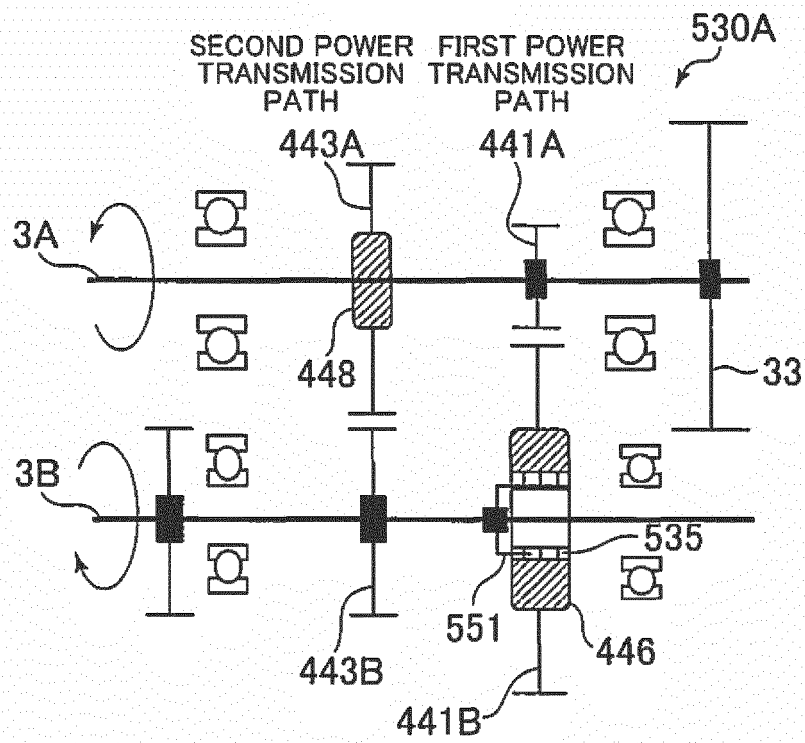 530A
SECOND POWER
TRANSMISSION
PATH
FIRST POWER
TRANSMISSION
PATH
443A
441A
3A
448
33
3B
535
551
446
443B
441B